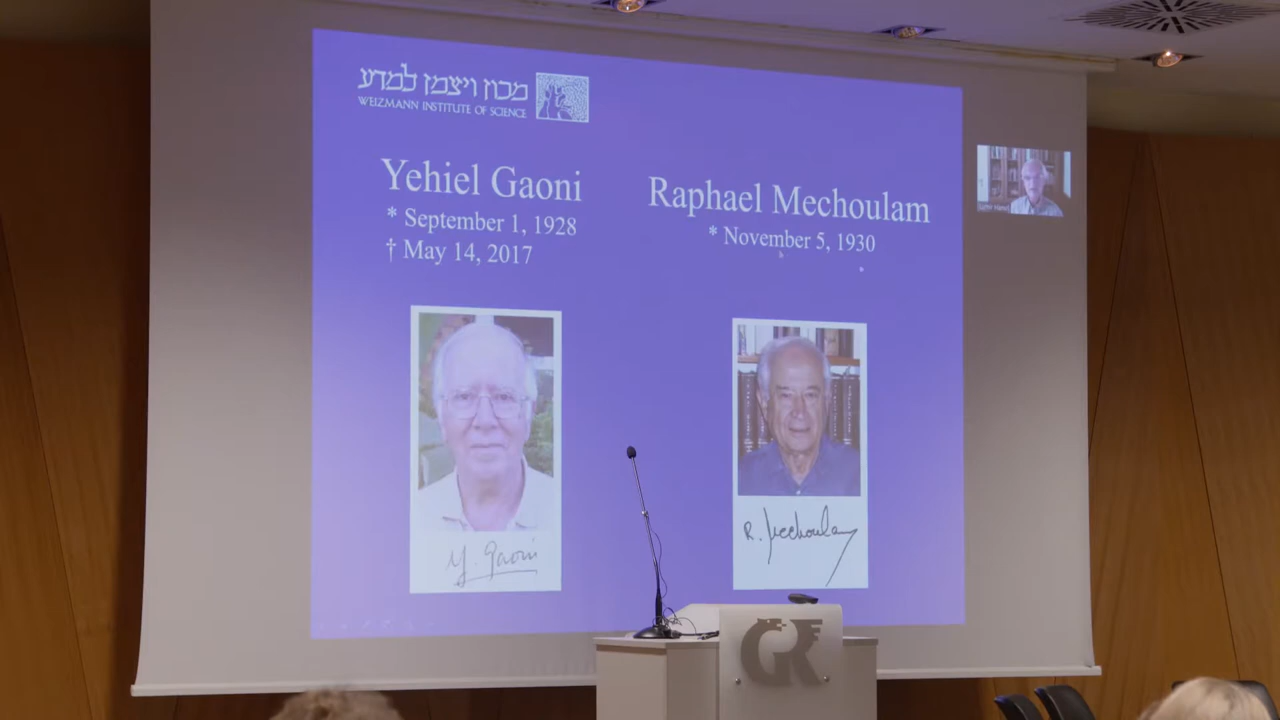 מכון ויצמן למדע
WEIZMANN INSTITUTE OF SCIENCE
Yehiel Gaoni
* September 1, 1928
† May 14, 2017
Raphael Mechoulam
* November 5, 1930
Y. Gaoni
R. Mechoulam